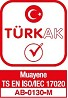 TÜRKAK
Muayene
TS EN ISO/IEC 17020
AB-0130-M